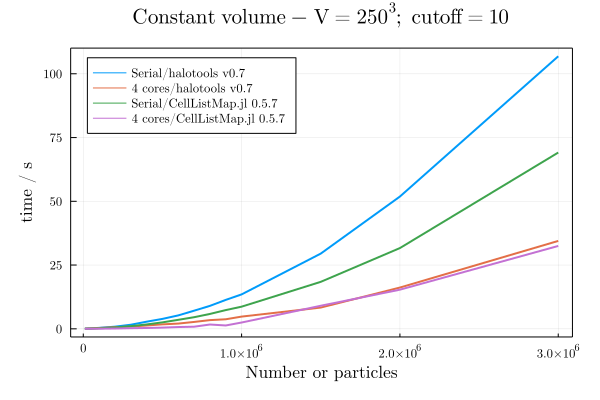 Constant volume − V = 250³; cutoff = 10
Serial/halotools v0.7
4 cores/halotools v0.7
Serial/CellListMap.jl 0.5.7
4 cores/CellListMap.jl 0.5.7
time / s
100
75
50
25
0
0 1.0×10⁶ 2.0×10⁶ 3.0×10⁶
Number or particles